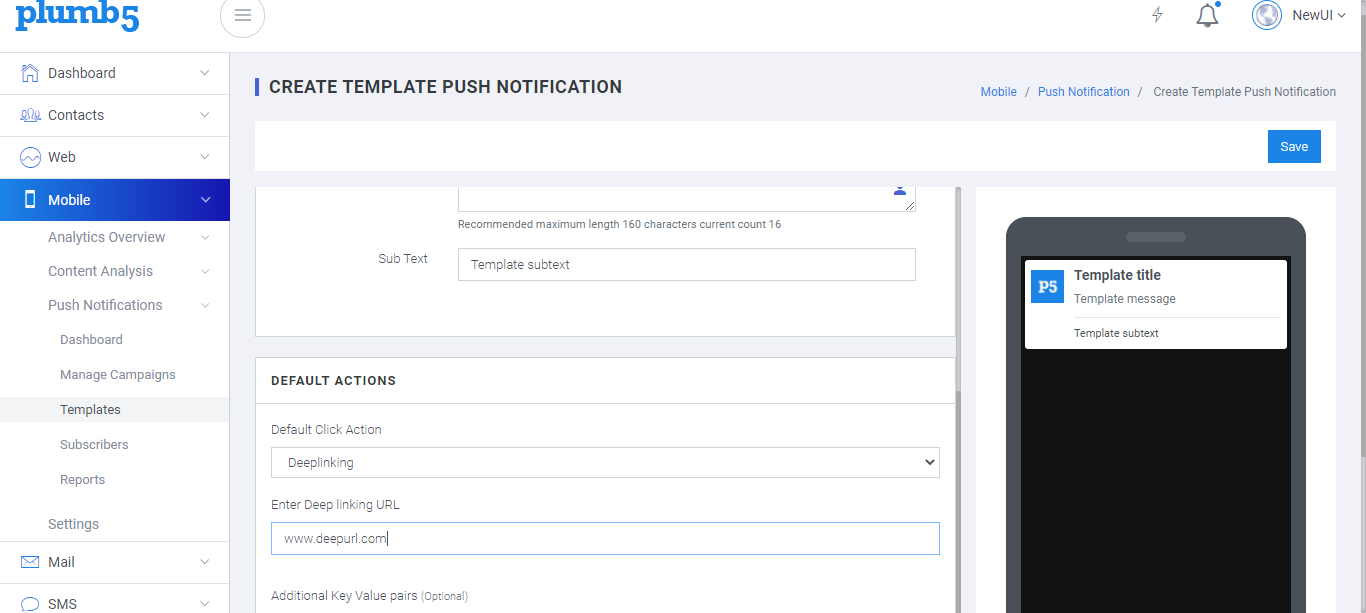 plumb5
NewUI
Dashboard
Contacts
Web
Mobile
Analytics Overview
Content Analysis
Push Notifications
Dashboard
Manage Campaigns
Templates
Subscribers
Reports
Settings
Mail
SMS
CREATE TEMPLATE PUSH NOTIFICATION
Mobile / Push Notification / Create Template Push Notification
Save
Recommended maximum length 160 characters current count 16
Sub Text
Template subtext
DEFAULT ACTIONS
Default Click Action
Deeplinking
Enter Deep linking URL
www.deepurl.com
Additional Key Value pairs (Optional)
P5
Template title
Template message
Template subtext